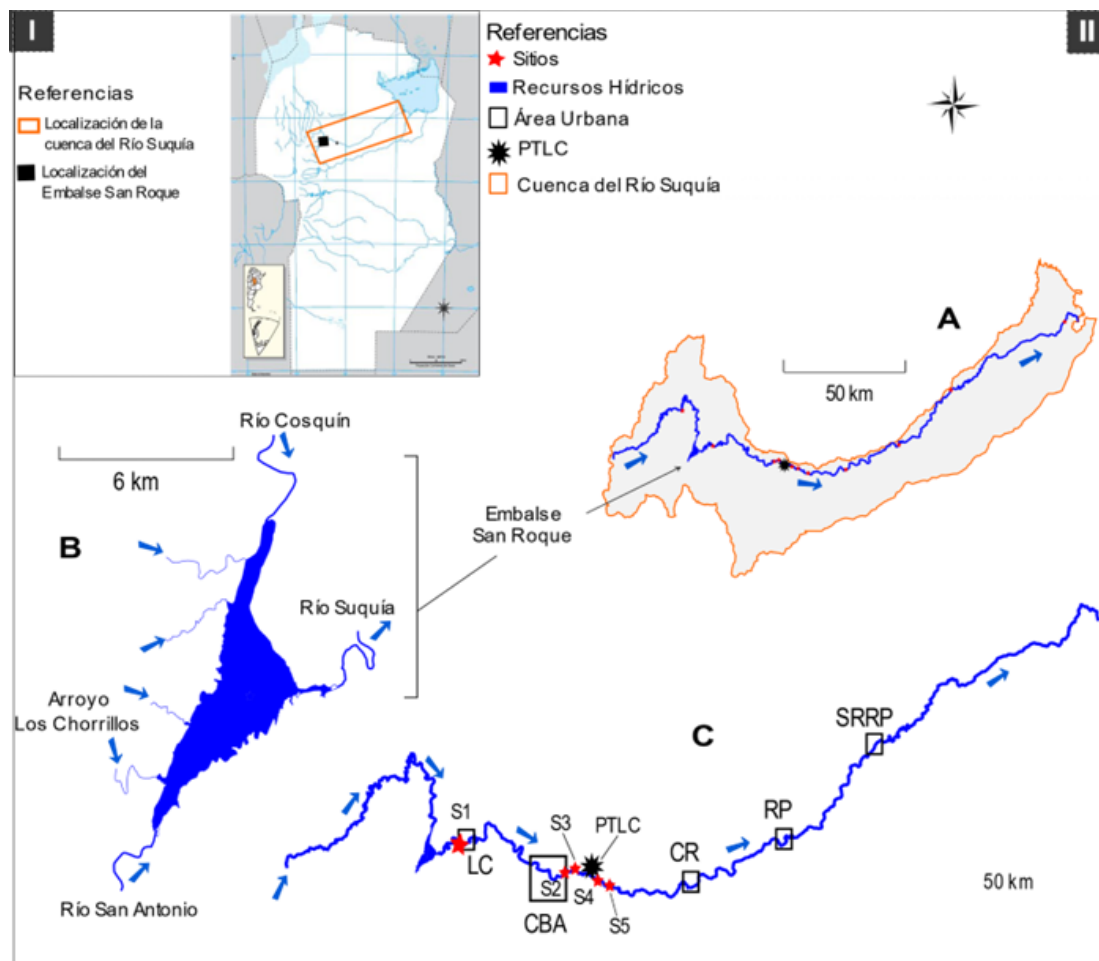 I
Referencias
Localización de la
cuenca del Río Suquía
Localización del
Embalse San Roque
Referencias
Sitios
Recursos Hídricos
Área Urbana
PTLC
Cuenca del Río Suquía
II
A
50 km
Embalse
San Roque
Río Cosquín
6 km
B
Río Suquía
Arroyo
Los Chorrillos
Río San Antonio
C
SRRP
RP
CR
S1
LC
S3
PTLC
S2
S4
S5
CBA
50 km